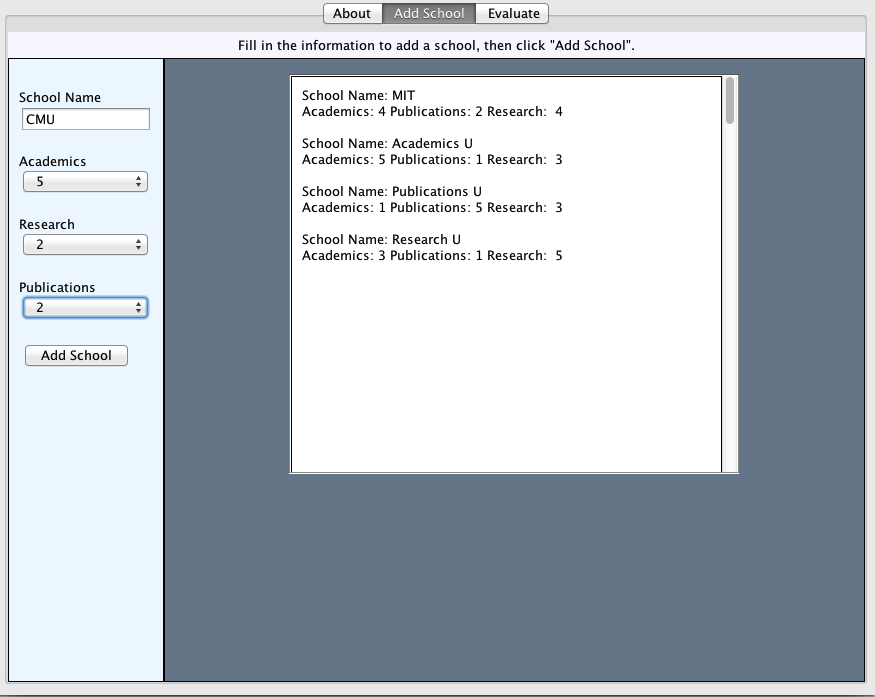 About Add School Evaluate
Fill in the information to add a school, then click "Add School".
School Name
CMU
Academics
5
Research
2
Publications
2
Add School
School Name: MIT
Academics: 4 Publications: 2 Research:  4
School Name: Academics U
Academics: 5 Publications: 1 Research:  3
School Name: Publications U
Academics: 1 Publications: 5 Research:  3
School Name: Research U
Academics: 3 Publications: 1 Research:  5